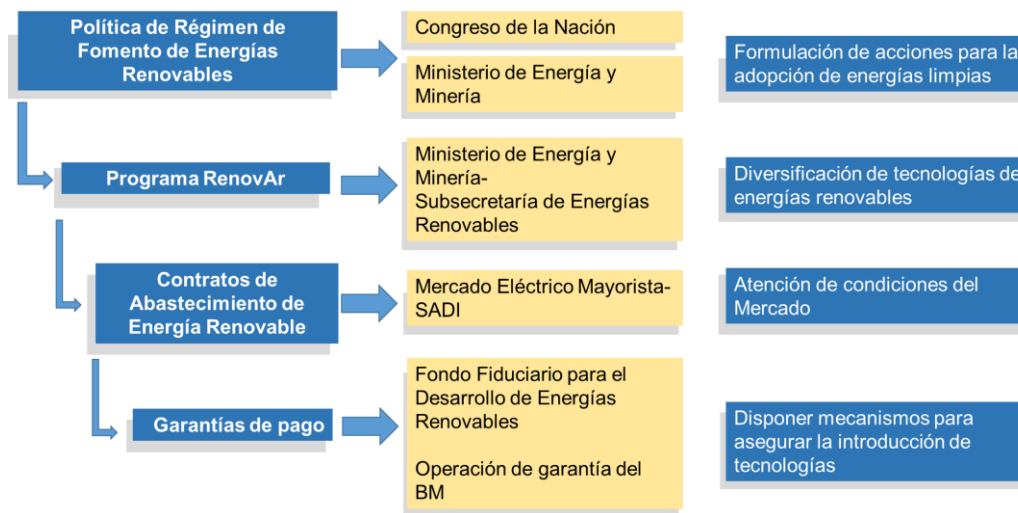 Política de Régimen de
Fomento de Energías
Renovables
Congreso de la Nación
Ministerio de Energía y
Minería
Formulación de acciones para la
adopción de energías limpias
Programa RenovAr
Ministerio de Energía y
Minería-
Subsecretaría de Energías
Renovables
Diversificación de tecnologías de
energías renovables
Contratos de
Abastecimiento de
Energía Renovable
Mercado Eléctrico Mayorista-
SADI
Atención de condiciones del
Mercado
Garantías de pago
Fondo Fiduciario para el
Desarrollo de Energías
Renovables
Operación de garantía del
BM
Disponer mecanismos para
asegurar la introducción de
tecnologías